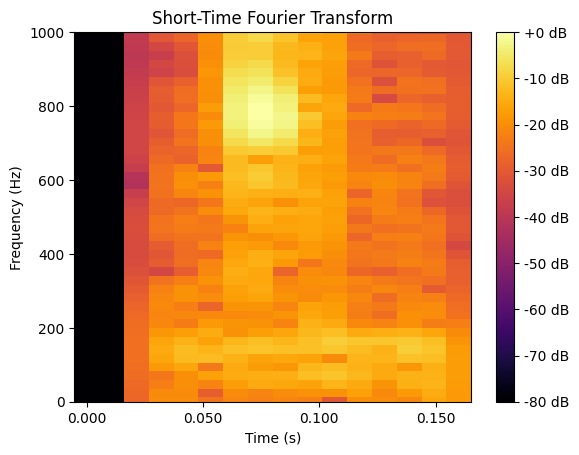 Short-Time Fourier Transform
1000
800
600
400
200
0
Frequency (Hz)
0.000
0.050
0.100
0.150
Time (s)
+0 dB
-10 dB
-20 dB
-30 dB
-40 dB
-50 dB
-60 dB
-70 dB
-80 dB